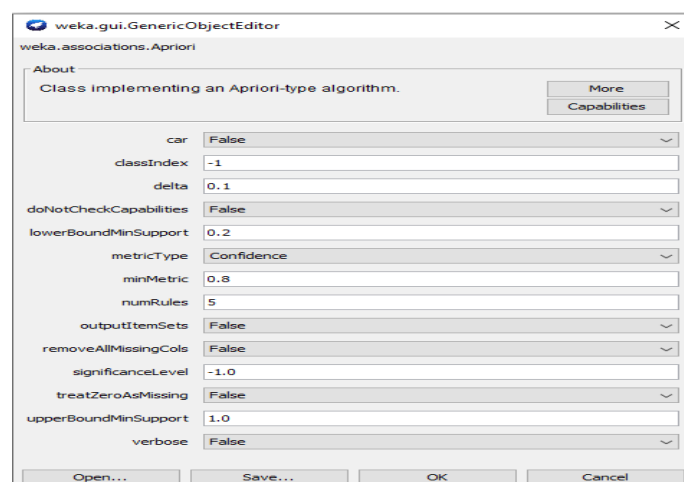 weka.gui.GenericObjectEditor
weka.associations.Apriori
About
Class implementing an Apriori-type algorithm.
More
Capabilities
car False
classIndex -1
delta 0.1
doNotCheckCapabilities False
lowerBoundMinSupport 0.2
metricType Confidence
minMetric 0.8
numRules 5
outputItemSets False
removeAllMissingCols False
significanceLevel -1.0
treatZeroAsMissing False
upperBoundMinSupport 1.0
verbose False
Open... Save... OK Cancel